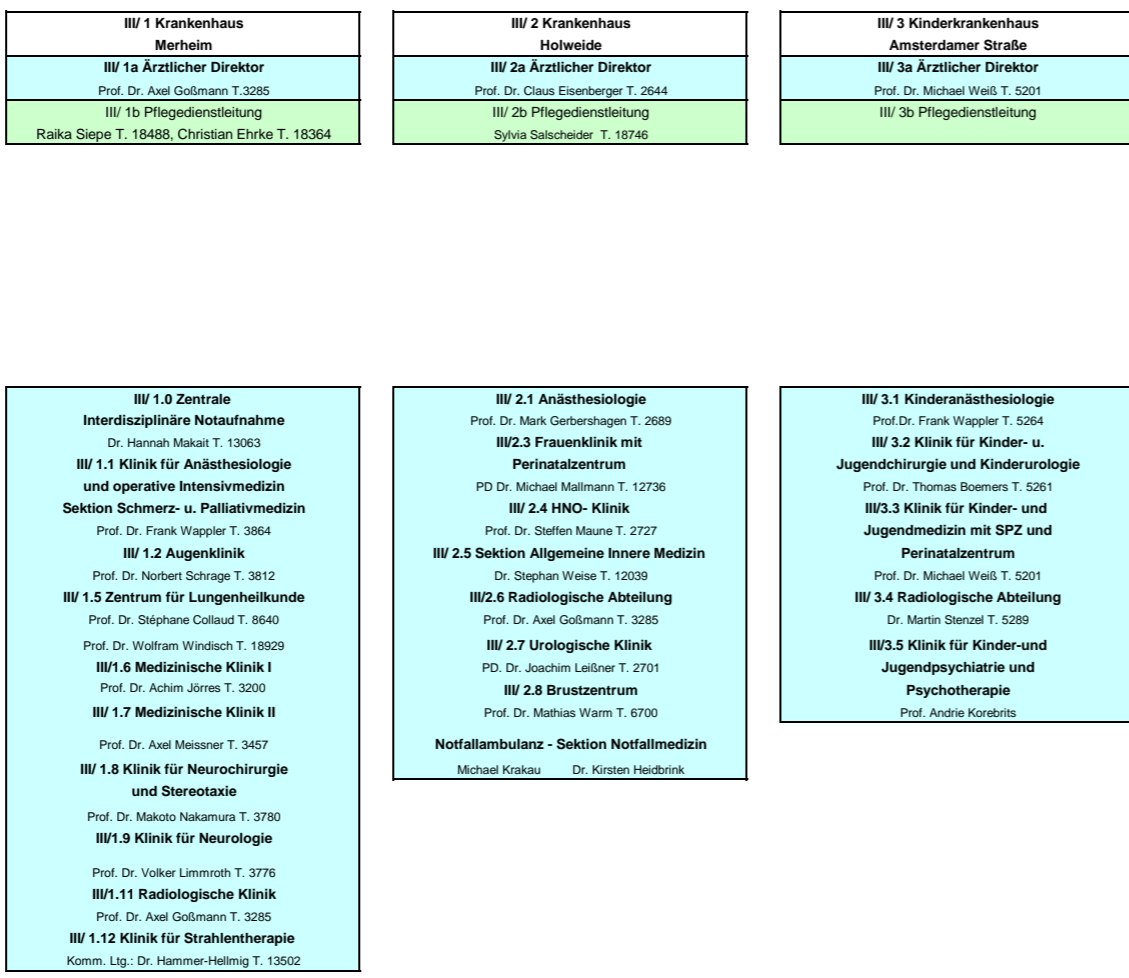 III/ 1 Krankenhaus
Merheim
III/ 1a Ärztlicher Direktor
Prof. Dr. Axel Goßmann T.3285
III/ 1b Pflegedienstleitung
Raika Siepe T. 18488, Christian Ehrke T. 18364
III/ 2 Krankenhaus
Holweide
III/ 2a Ärztlicher Direktor
Prof. Dr. Claus Eisenberger T. 2644
III/ 2b Pflegedienstleitung
Sylvia Salscheider T. 18746
III/ 3 Kinderkrankenhaus
Amsterdamer Straße
III/ 3a Ärztlicher Direktor
Prof. Dr. Michael Weiß T. 5201
III/ 3b Pflegedienstleitung
III/ 1.0 Zentrale
Interdisziplinäre Notaufnahme
Dr. Hannah Makait T. 13063
III/ 1.1 Klinik für Anästhesiologie
und operative Intensivmedizin
Sektion Schmerz- u. Palliativmedizin
Prof. Dr. Frank Wappler T. 3864
III/ 1.2 Augenklinik
Prof. Dr. Norbert Schrage T. 3812
III/ 1.5 Zentrum für Lungenheilkunde
Prof. Dr. Stéphane Collaud T. 8640
Prof. Dr. Wolfram Windisch T. 18929
III/1.6 Medizinische Klinik I
Prof. Dr. Achim Jörres T. 3200
III/ 1.7 Medizinische Klinik II
Prof. Dr. Axel Meissner T. 3457
III/ 1.8 Klinik für Neurochirurgie
und Stereotaxie
Prof. Dr. Makoto Nakamura T. 3780
III/1.9 Klinik für Neurologie
Prof. Dr. Volker Limmroth T. 3776
III/1.11 Radiologische Klinik
Prof. Dr. Axel Goßmann T. 3285
III/ 1.12 Klinik für Strahlentherapie
Komm. Ltg.: Dr. Hammer-Hellmig T. 13502
III/ 2.1 Anästhesiologie
Prof. Dr. Mark Gerbershagen T. 2689
III/2.3 Frauenklinik mit
Perinatalzentrum
PD Dr. Michael Mallmann T. 12736
III/ 2.4 HNO- Klinik
Prof. Dr. Steffen Maune T. 2727
III/ 2.5 Sektion Allgemeine Innere Medizin
Dr. Stephan Weise T. 12039
III/2.6 Radiologische Abteilung
Prof. Dr. Axel Goßmann T. 3285
III/ 2.7 Urologische Klinik
PD. Dr. Joachim Leißner T. 2701
III/ 2.8 Brustzentrum
Prof. Dr. Mathias Warm T. 6700
Notfallambulanz - Sektion Notfallmedizin
Michael Krakau Dr. Kirsten Heidbrink
III/ 3.1 Kinderanästhesiologie
Prof.Dr. Frank Wappler T. 5264
III/ 3.2 Klinik für Kinder- u.
Jugendchirurgie und Kinderurologie
Prof. Dr. Thomas Boemers T. 5261
III/3.3 Klinik für Kinder- und
Jugendmedizin mit SPZ und
Perinatalzentrum
Prof. Dr. Michael Weiß T. 5201
III/ 3.4 Radiologische Abteilung
Dr. Martin Stenzel T. 5289
III/3.5 Klinik für Kinder-und
Jugendpsychiatrie und
Psychotherapie
Prof. Andrie Korebrits